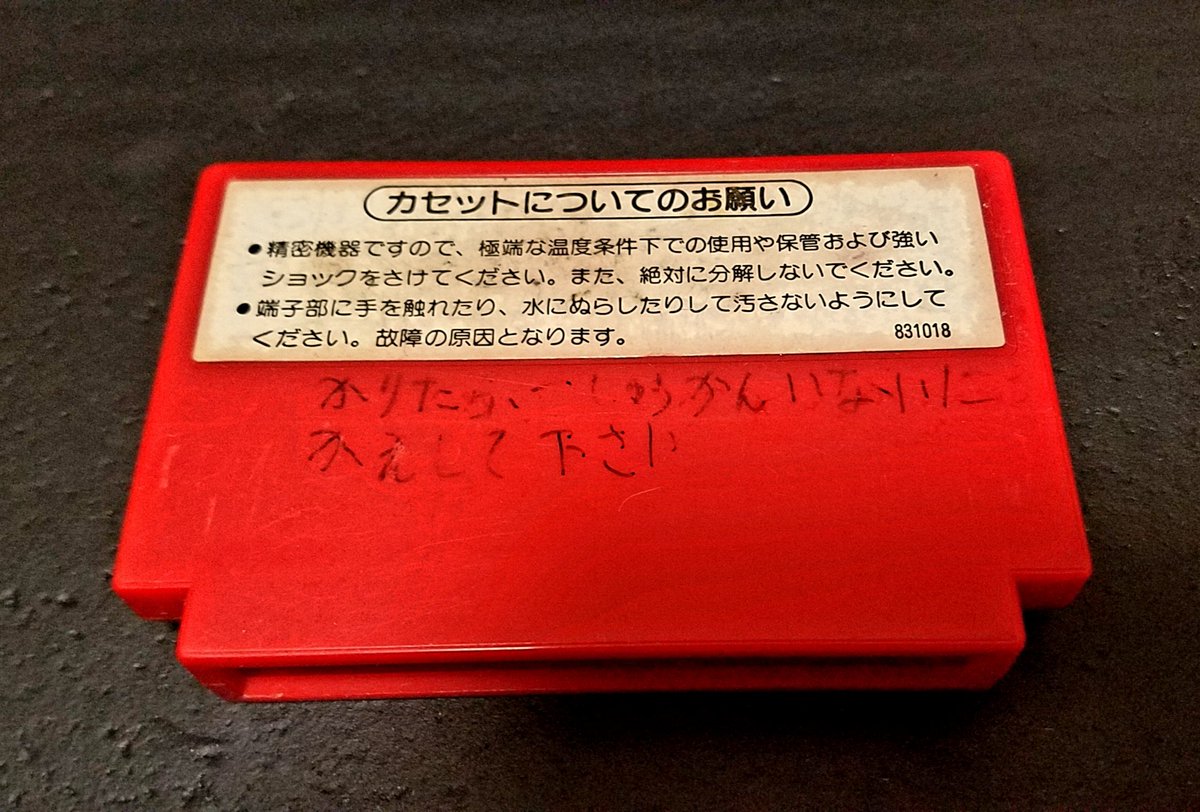 カセットについてのお願い
●精密機器ですので、極端な温度条件下での使用や保管および強い
ショックをさけてください。また、絶対に分解しないでください。
●端子部に手を触れたり、水にぬらしたりして汚さないようにして
ください。故障の原因となります。
831018
かりたら、一しゅうかんいないに
かえして下さい